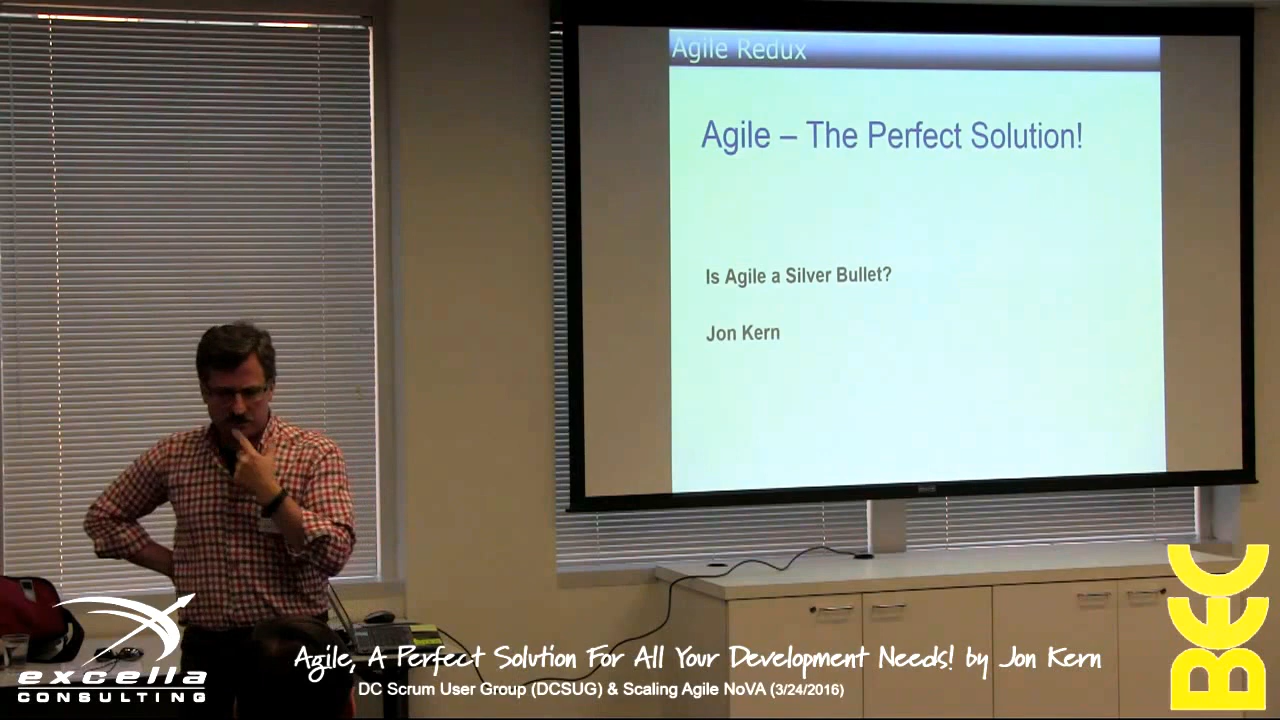 Agile Redux
Agile – The Perfect Solution!
Is Agile a Silver Bullet?
Jon Kern
excella
CONSULTING
Agile, A Perfect Solution For All Your Development Needs! by Jon Kern
DC Scrum User Group (DCSUG) & Scaling Agile NoVA (3/24/2016)
BEC